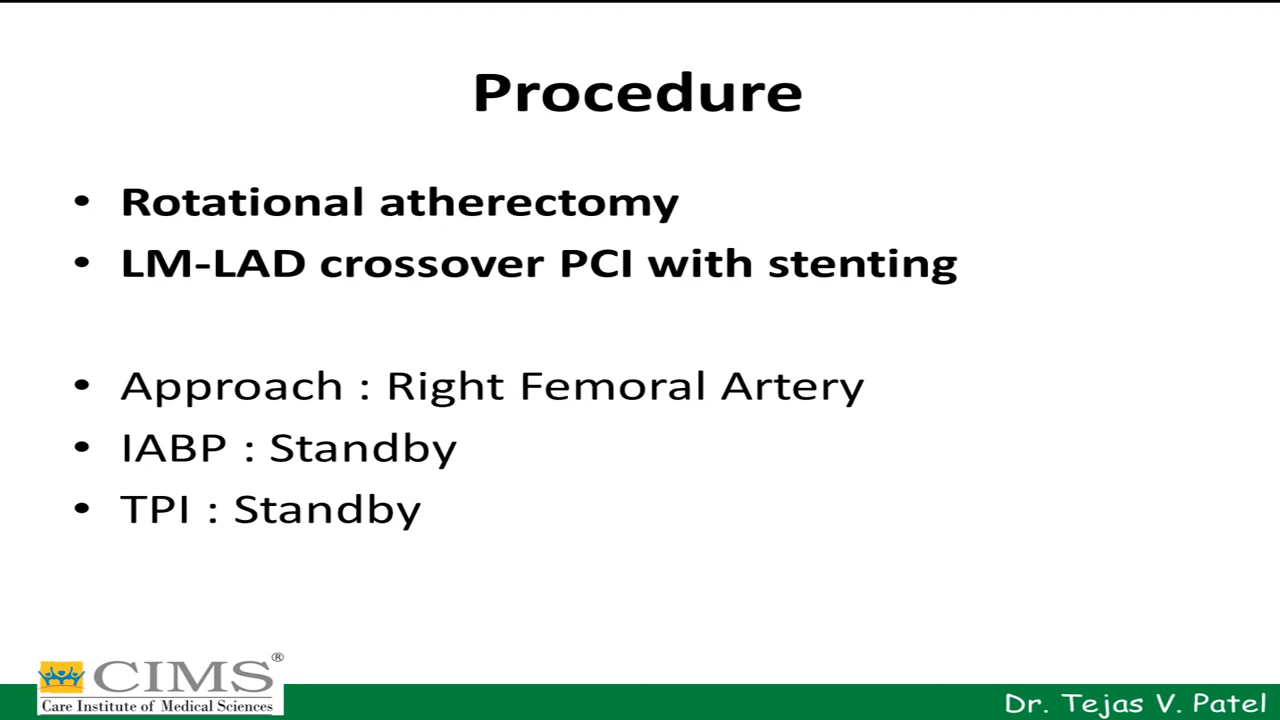 Procedure
• Rotational atherectomy
• LM-LAD crossover PCI with stenting
• Approach : Right Femoral Artery
• IABP : Standby
• TPI : Standby
CIMS®
Care Institute of Medical Sciences
Dr. Tejas V. Patel